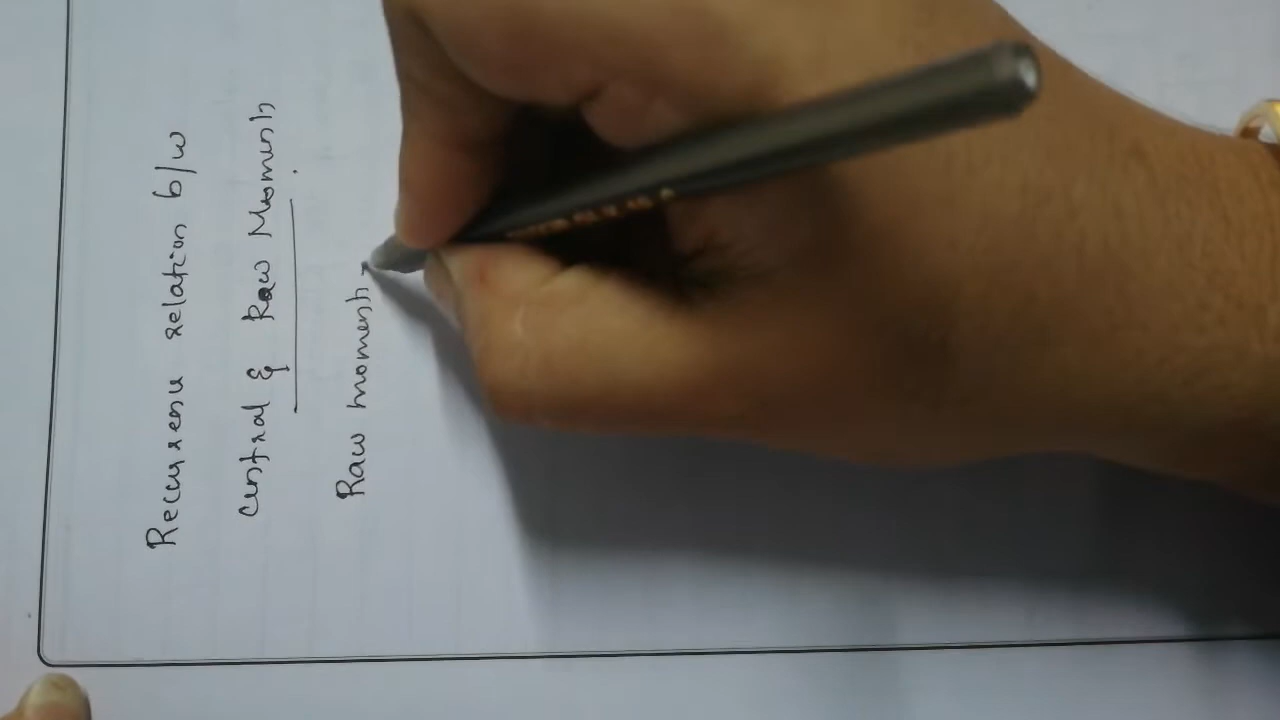 Recurrence relation b/w
central & Raw Moments.
Raw moments